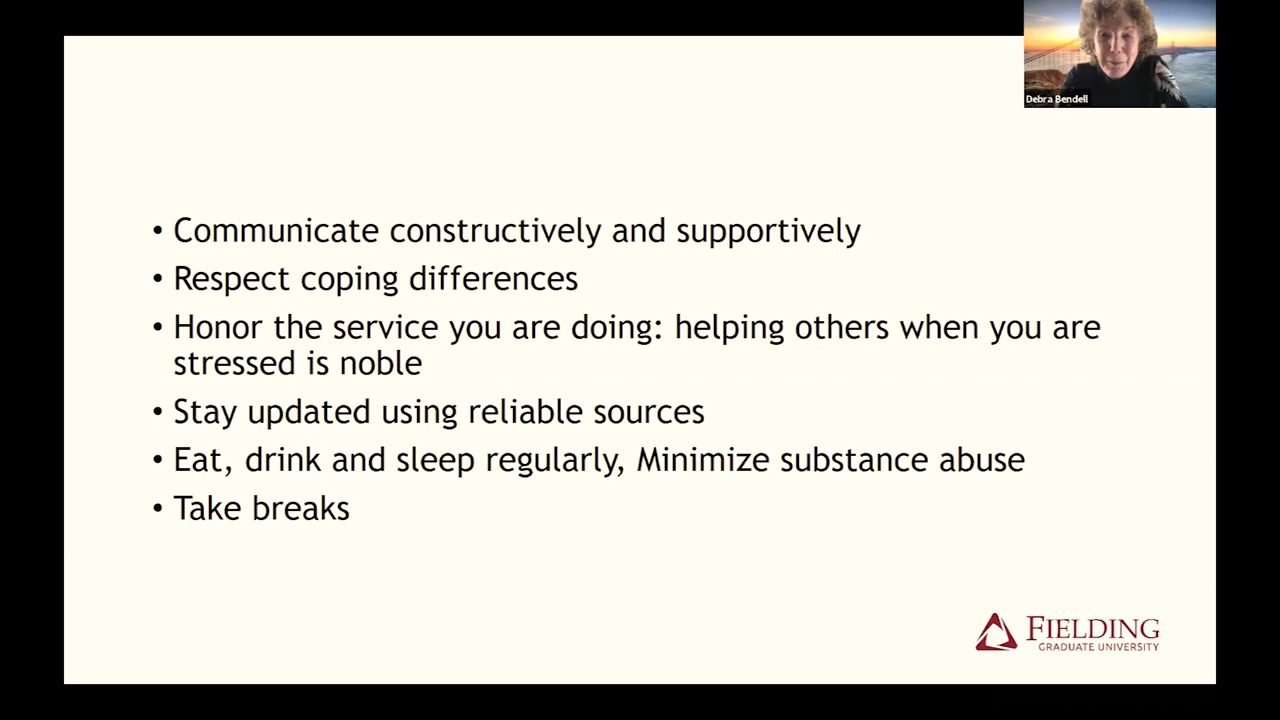 Debra Bendell
• Communicate constructively and supportively
• Respect coping differences
• Honor the service you are doing: helping others when you are
stressed is noble
• Stay updated using reliable sources
• Eat, drink and sleep regularly, Minimize substance abuse
• Take breaks
FIELDING
GRADUATE UNIVERSITY